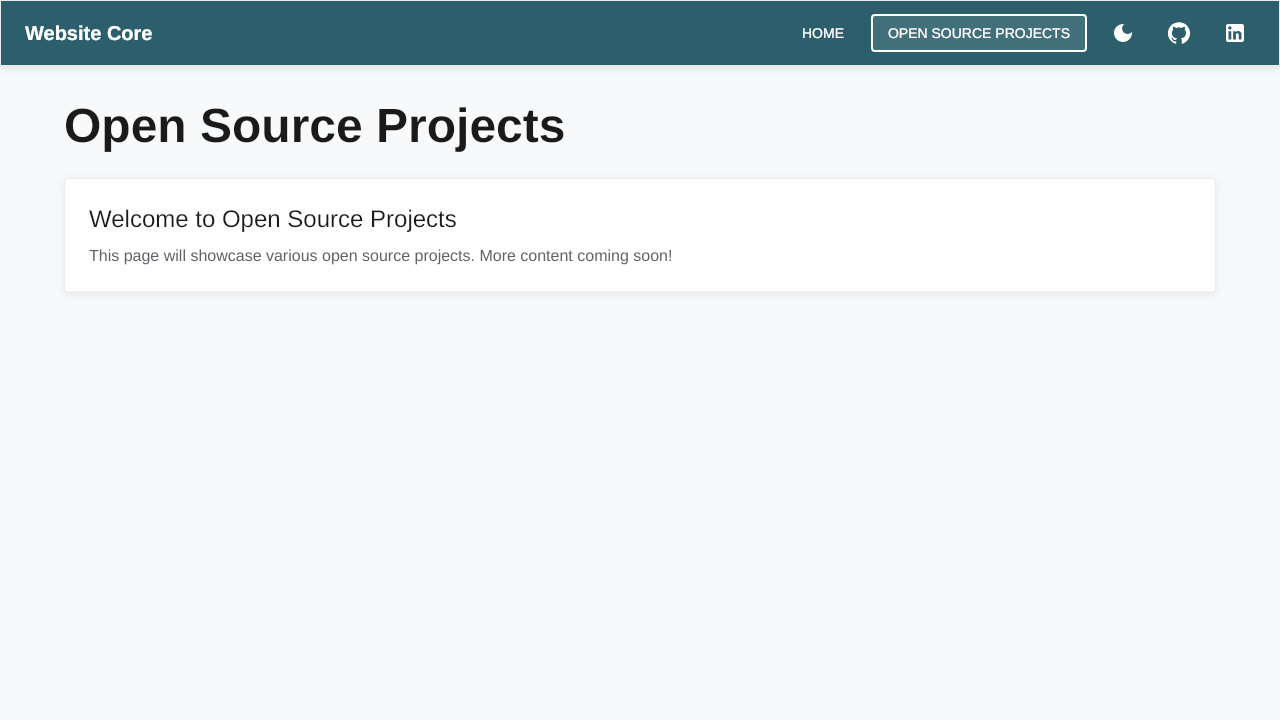 Website Core
HOME
OPEN SOURCE PROJECTS
Open Source Projects
Welcome to Open Source Projects
This page will showcase various open source projects. More content coming soon!